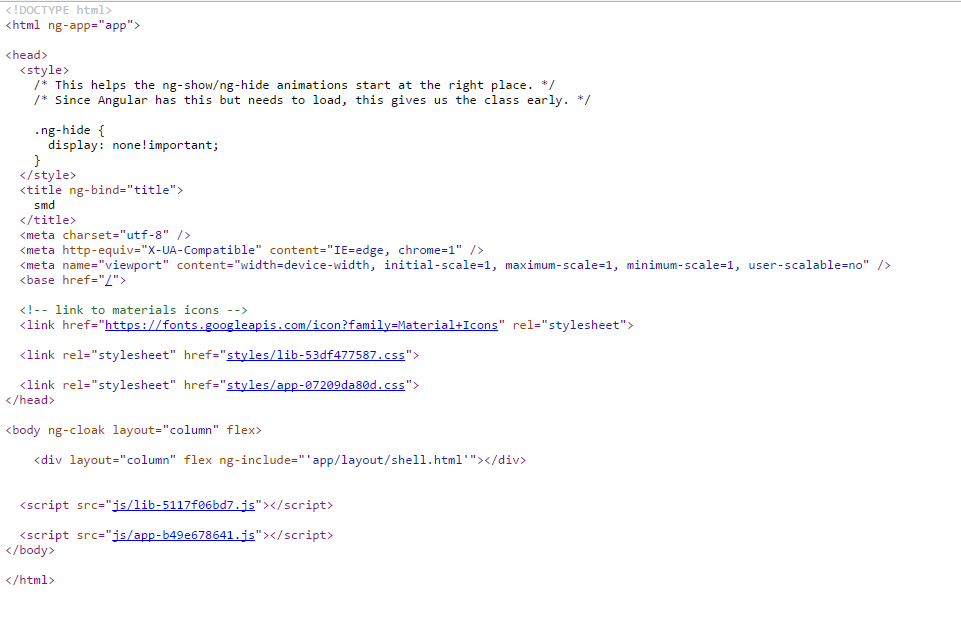 <!DOCTYPE html>
<html ng-app="app">
<head>
<style>
/* This helps the ng-show/ng-hide animations start at the right place. */
/* Since Angular has this but needs to load, this gives us the class early. */
.ng-hide {
display: none!important;
}
</style>
<title ng-bind="title">
smd
</title>
<meta charset="utf-8" />
<meta http-equiv="X-UA-Compatible" content="IE=edge, chrome=1" />
<meta name="viewport" content="width=device-width, initial-scale=1, maximum-scale=1, minimum-scale=1, user-scalable=no" />
<base href="/">
<!-- link to materials icons -->
<link href="https://fonts.googleapis.com/icon?family=Material+Icons" rel="stylesheet">
<link rel="stylesheet" href="styles/lib-53df477587.css">
<link rel="stylesheet" href="styles/app-07209da80d.css">
</head>
<body ng-cloak layout="column" flex>
<div layout="column" flex ng-include="'app/layout/shell.html'"></div>
<script src="js/lib-5117f06bd7.js"></script>
<script src="js/app-b49e678641.js"></script>
</body>
</html>